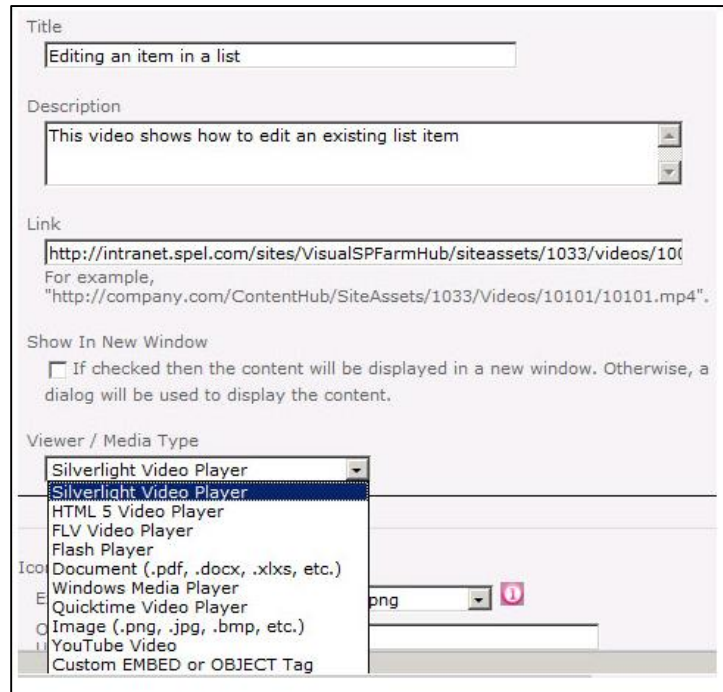 Title
Editing an item in a list
Description
This video shows how to edit an existing list item
Link
http://intranet.spel.com/sites/VisualSPFarmHub/siteassets/1033/videos/100
For example,
"http://company.com/ContentHub/SiteAssets/1033/Videos/10101/10101.mp4".
Show In New Window
If checked then the content will be displayed in a new window. Otherwise, a
dialog will be used to display the content.
Viewer / Media Type
Silverlight Video Player
Silverlight Video Player
HTML 5 Video Player
FLV Video Player
Flash Player
Document (.pdf, .docx, .xlxs, etc.)
Windows Media Player
Quicktime Video Player
Image (.png, .jpg, .bmp, etc.)
YouTube Video
Custom EMBED or OBJECT Tag
png